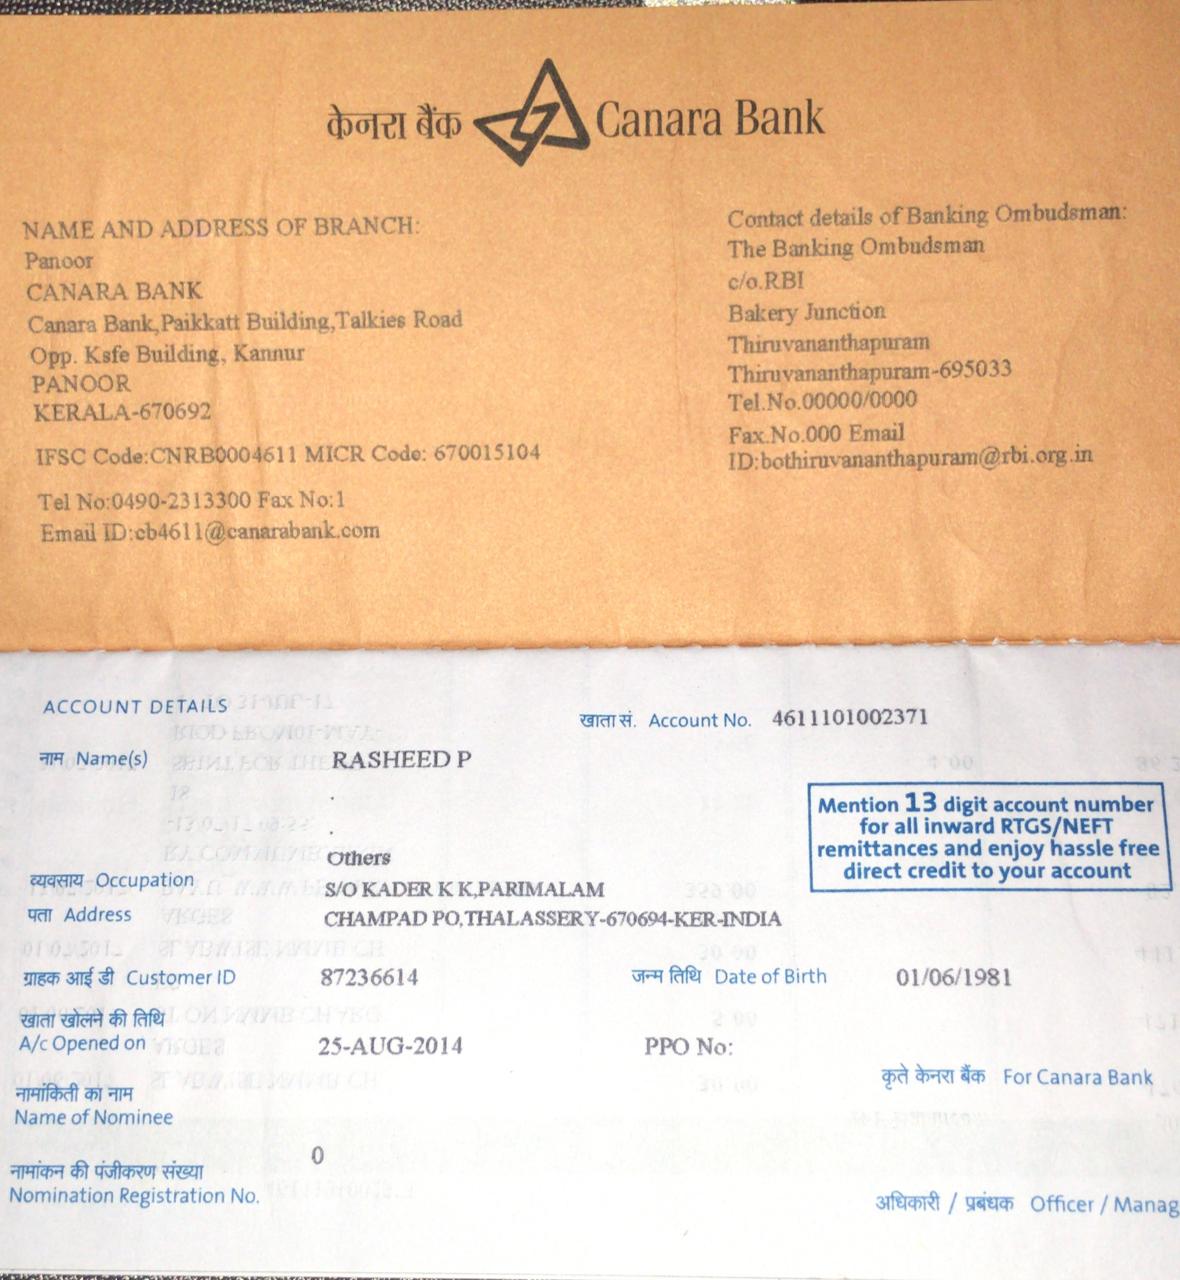 केनरा बैंक Canara Bank
NAME AND ADDRESS OF BRANCH:
Panoor
CANARA BANK
Canara Bank,Paikkatt Building,Talkies Road
Opp. Ksfe Building, Kannur
PANOOR
KERALA-670692
IFSC Code:CNRB0004611 MICR Code: 670015104
Tel No:0490-2313300 Fax No:1
Email ID:cb4611@canarabank.com
Contact details of Banking Ombudsman:
The Banking Ombudsman
c/o.RBI
Bakery Junction
Thiruvananthapuram
Thiruvananthapuram-695033
Tel.No.00000/0000
Fax.No.000 Email
ID:bothiruvananthapuram@rbi.org.in
ACCOUNT DETAILS
खाता सं. Account No. 4611101002371
नाम Name(s) RASHEED P
.
.
Mention 13 digit account number
for all inward RTGS/NEFT
remittances and enjoy hassle free
direct credit to your account
Others
व्यवसाय Occupation
S/O KADER K K,PARIMALAM
पता Address CHAMPAD PO,THALASSERY-670694-KER-INDIA
ग्राहक आई डी Customer ID 87236614 जन्म तिथि Date of Birth 01/06/1981
खाता खोलने की तिथि
A/c Opened on 25-AUG-2014 PPO No:
कृते केनरा बैंक For Canara Bank
नामांकिती का नाम
Name of Nominee
0
नामांकन की पंजीकरण संख्या
Nomination Registration No.
अधिकारी / प्रबंधक Officer / Manag